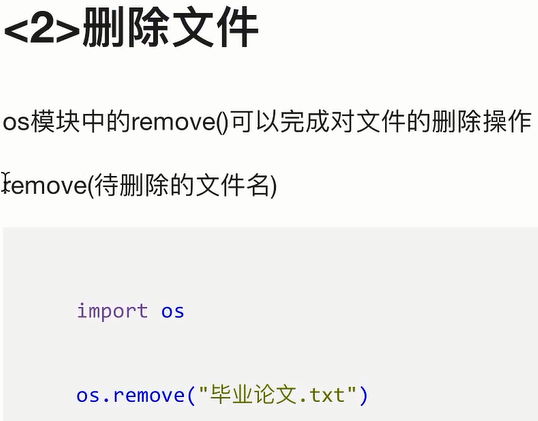 <2>删除文件
os模块中的remove()可以完成对文件的删除操作
remove(待删除的文件名)
import os
os.remove("毕业论文.txt")